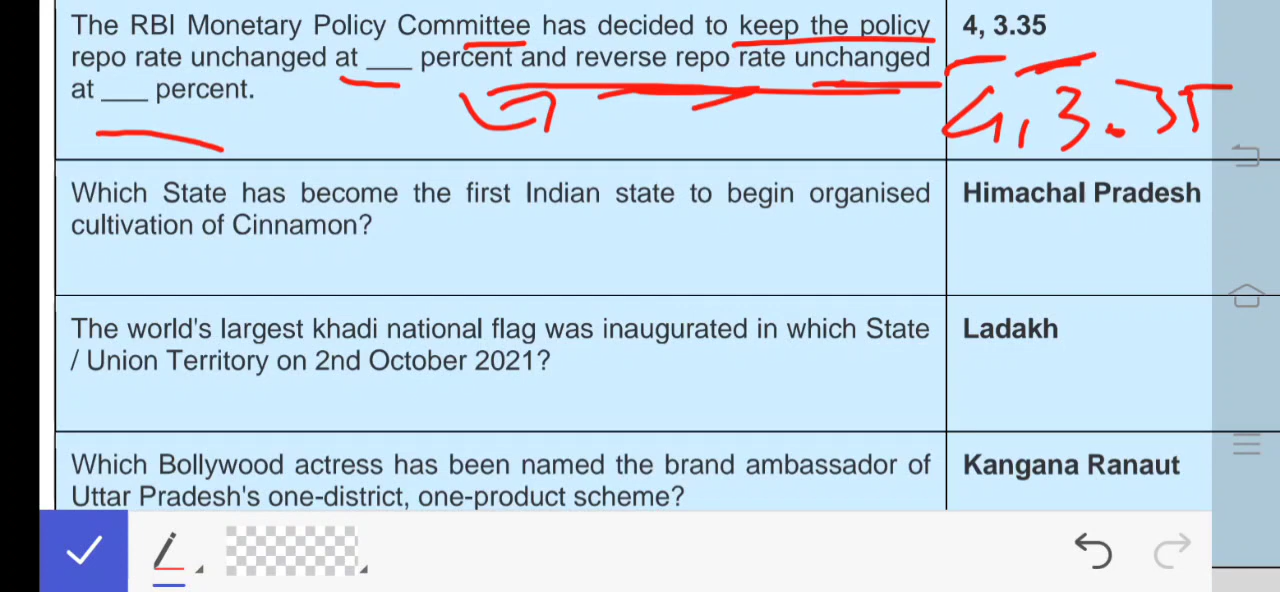 The RBI Monetary Policy Committee has decided to keep the policy
repo rate unchanged at ___ percent and reverse repo rate unchanged
at ___ percent.
4, 3.35
4, 3.35
Which State has become the first Indian state to begin organised
cultivation of Cinnamon?
Himachal Pradesh
The world's largest khadi national flag was inaugurated in which State
/ Union Territory on 2nd October 2021?
Ladakh
Which Bollywood actress has been named the brand ambassador of
Uttar Pradesh's one-district, one-product scheme?
Kangana Ranaut